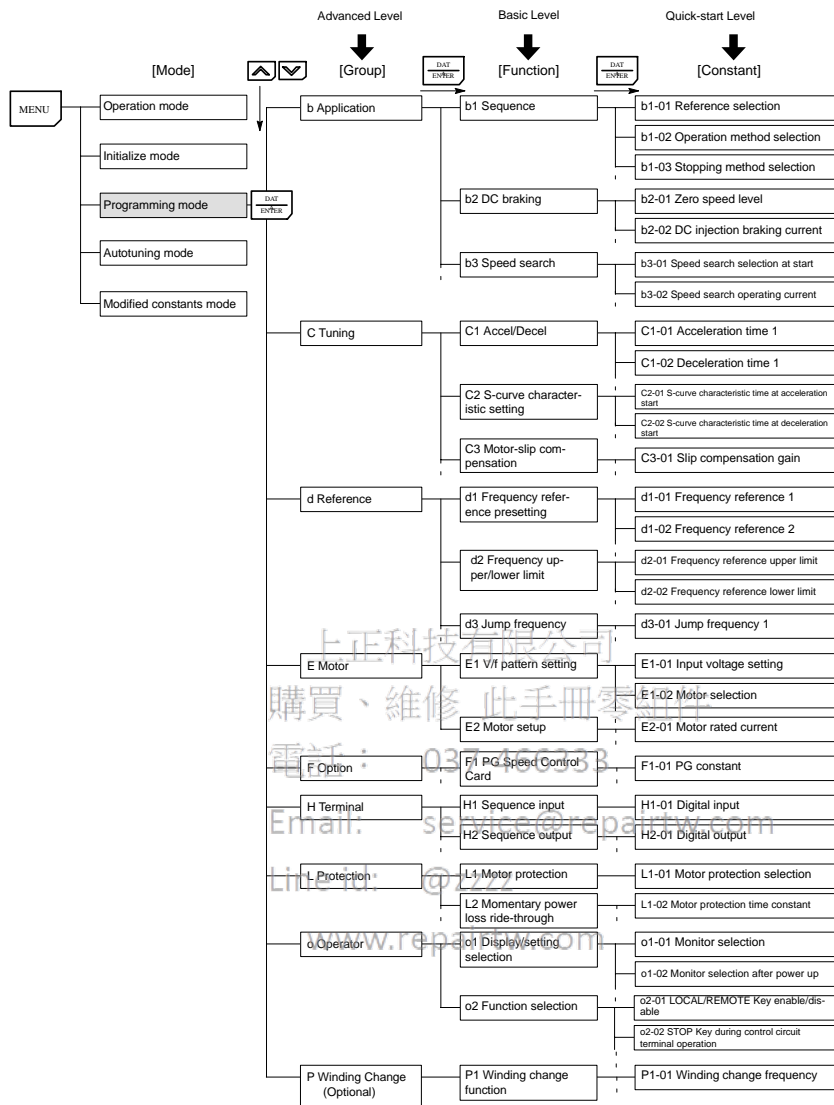 Advanced Level
Basic Level
Quick-start Level
[Mode]
[Group]
DAT
ENTER
[Function]
DAT
ENTER
[Constant]
MENU
Operation mode
Initialize mode
Programming mode
DAT
ENTER
Autotuning mode
Modified constants mode
b Application
b1 Sequence
b1-01 Reference selection
b1-02 Operation method selection
b1-03 Stopping method selection
b2 DC braking
b2-01 Zero speed level
b2-02 DC injection braking current
b3 Speed search
b3-01 Speed search selection at start
b3-02 Speed search operating current
C Tuning
C1 Accel/Decel
C1-01 Acceleration time 1
C1-02 Deceleration time 1
C2 S-curve character-
istic setting
C2-01 S-curve characteristic time at acceleration
start
C2-02 S-curve characteristic time at deceleration
start
C3 Motor-slip com-
pensation
C3-01 Slip compensation gain
d Reference
d1 Frequency refer-
ence presetting
d1-01 Frequency reference 1
d1-02 Frequency reference 2
d2 Frequency up-
per/lower limit
d2-01 Frequency reference upper limit
d2-02 Frequency reference lower limit
d3 Jump frequency
d3-01 Jump frequency 1
上正科技有限公司
E Motor
E1 V/f pattern setting
E1-01 Input voltage setting
E1-02 Motor selection
購買、維修 此手冊零組件
E2 Motor setup
E2-01 Motor rated current
電話： 037-466333
F Option
F1 PG Speed Control
Card
F1-01 PG constant
H Terminal
H1 Sequence input
H1-01 Digital input
Email: service@repairtw.com
H2 Sequence output
H2-01 Digital output
L Protection
L1 Motor protection
L1-01 Motor protection selection
Line id: @zzzz
L2 Momentary power
loss ride-through
L1-02 Motor protection time constant
www.repairtw.com
o Operator
o1 Display/setting
selection
o1-01 Monitor selection
o1-02 Monitor selection after power up
o2 Function selection
o2-01 LOCAL/REMOTE Key enable/dis-
able
o2-02 STOP Key during control circuit
terminal operation
P Winding Change
(Optional)
P1 Winding change
function
P1-01 Winding change frequency